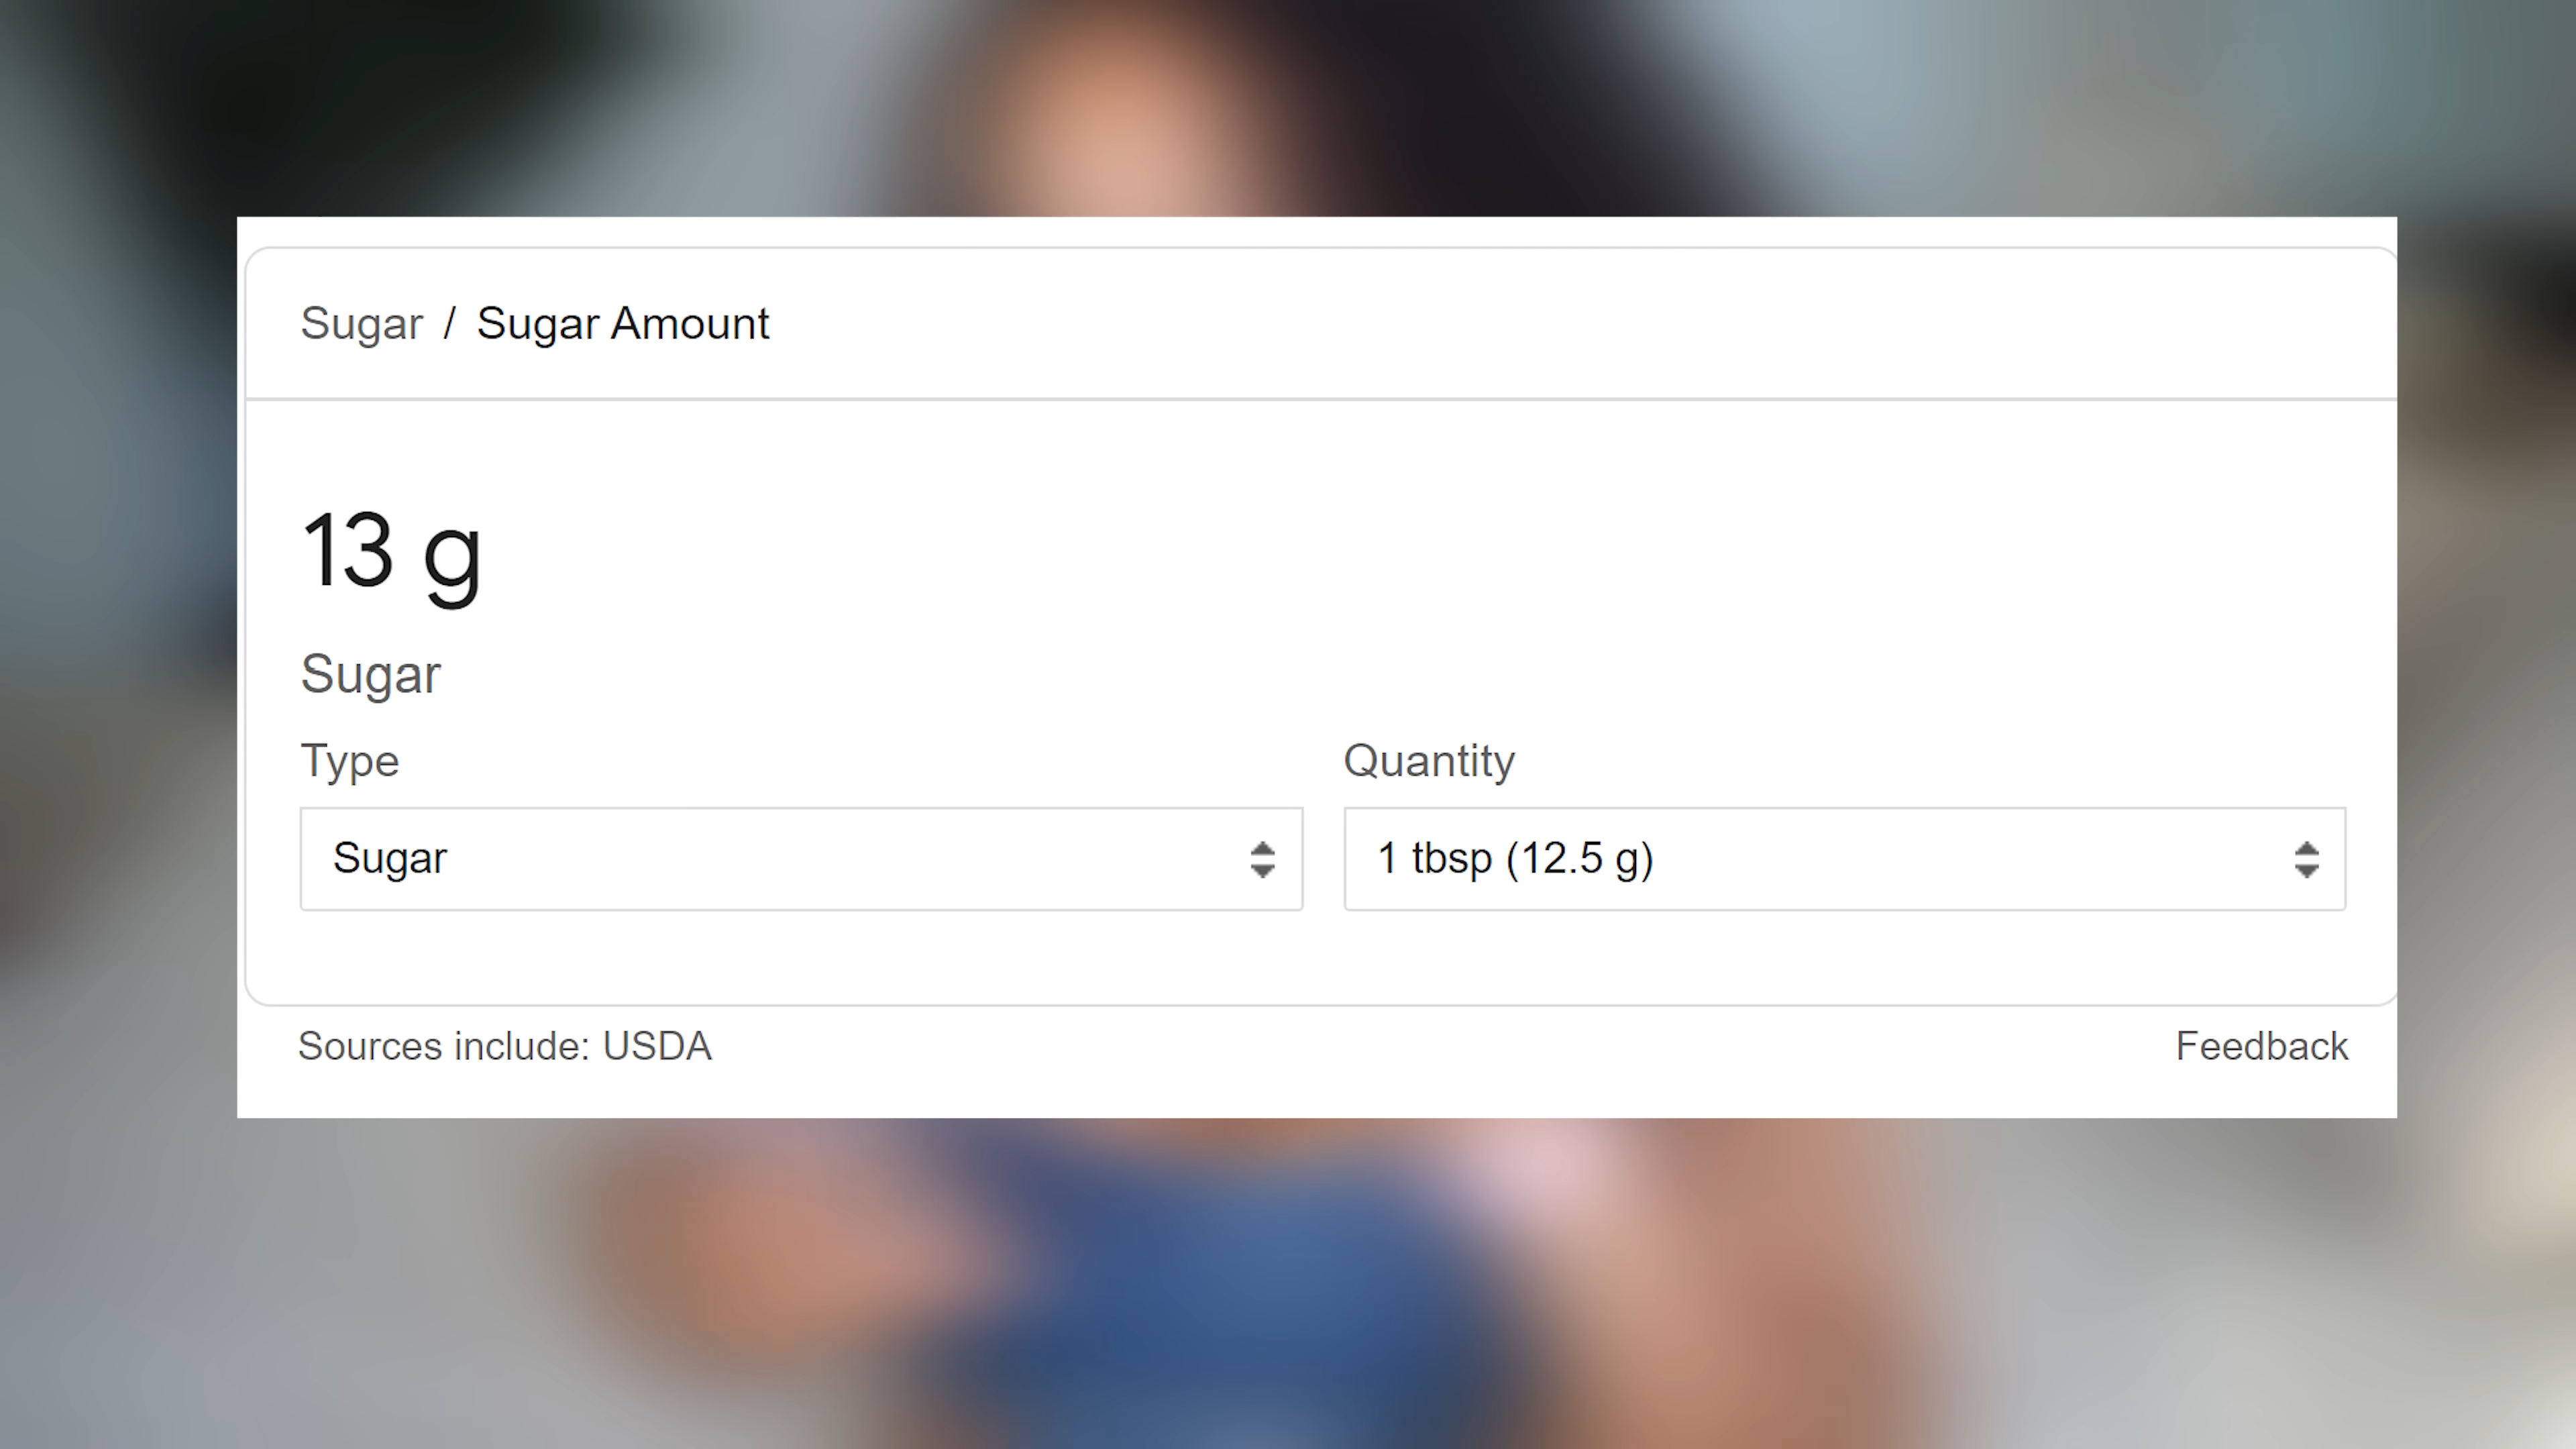 Sugar / Sugar Amount
13 g
Sugar
Type Quantity
Sugar 1 tbsp (12.5 g)
Sources include: USDA Feedback